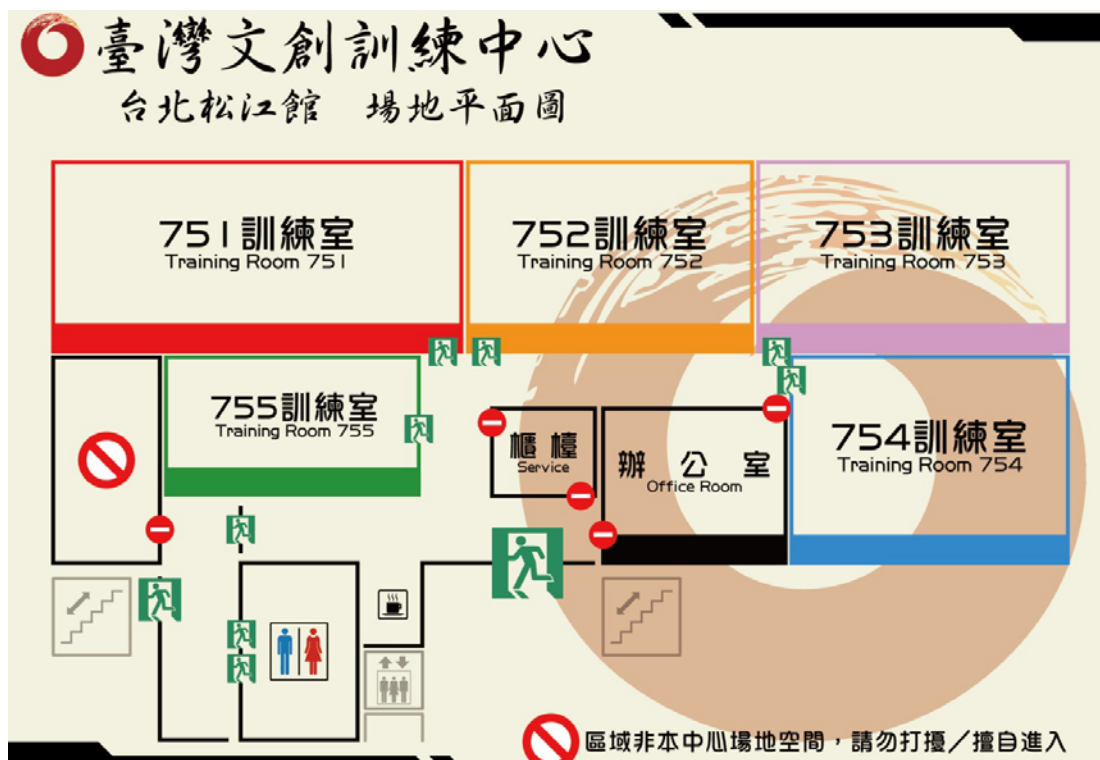 臺灣文創訓練中心
台北松江館　場地平面圖
751訓練室
Training Room 751
752訓練室
Training Room 752
753訓練室
Training Room 753
755訓練室
Training Room 755
櫃檯
Service
辦公室
Office Room
754訓練室
Training Room 754
區域非本中心場地空間，請勿打擾／擅自進入